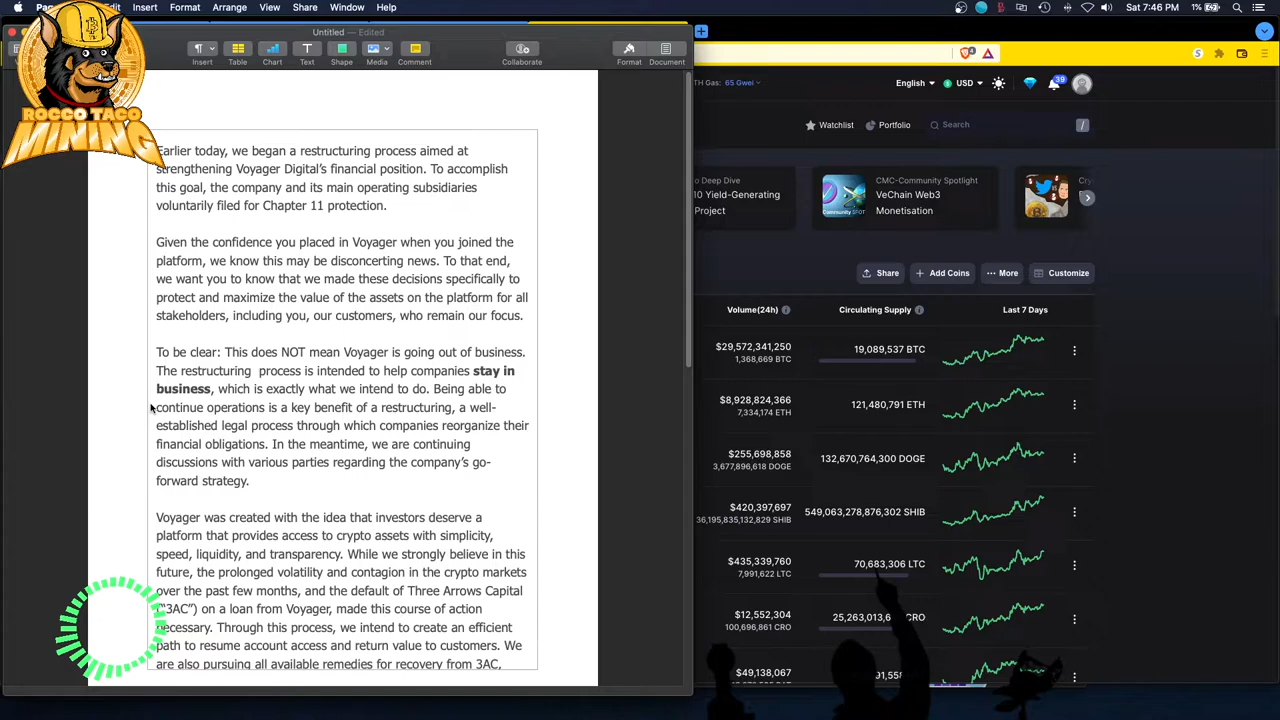 Format
Arrange
View
Share
Window
Help
1%
Sat 7:46 PM
Untitled — Edited
Insert
Table
Chart
Text
Shape
Media
Comment
Collaborate
Format
Document
ROCCO TACO
MINING
Earlier today, we began a restructuring process aimed at
strengthening Voyager Digital's financial position. To accomplish
this goal, the company and its main operating subsidiaries
voluntarily filed for Chapter 11 protection.
Given the confidence you placed in Voyager when you joined the
platform, we know this may be disconcerting news. To that end,
we want you to know that we made these decisions specifically to
protect and maximize the value of the assets on the platform for all
stakeholders, including you, our customers, who remain our focus.
To be clear: This does NOT mean Voyager is going out of business.
The restructuring process is intended to help companies stay in
business, which is exactly what we intend to do. Being able to
continue operations is a key benefit of a restructuring, a well-
established legal process through which companies reorganize their
financial obligations. In the meantime, we are continuing
discussions with various parties regarding the company's go-
forward strategy.
Voyager was created with the idea that investors deserve a
platform that provides access to crypto assets with simplicity,
speed, liquidity, and transparency. While we strongly believe in this
future, the prolonged volatility and contagion in the crypto markets
over the past few months, and the default of Three Arrows Capital
("3AC") on a loan from Voyager, made this course of action
necessary. Through this process, we intend to create an efficient
path to resume account access and return value to customers. We
are also pursuing all available remedies for recovery from 3AC,
TH Gas: 65 Gwei
English
USD
39
Watchlist
Portfolio
Search
/
o Deep Dive
10 Yield-Generating
Project
CMC-Community Spotlight
VeChain Web3
Monetisation
Share
Add Coins
More
Customize
Volume(24h)
Circulating Supply
Last 7 Days
$29,572,341,250
1,368,669 BTC
19,089,537 BTC
$8,928,824,366
7,334,174 ETH
121,480,791 ETH
$255,698,858
3,677,896,618 DOGE
132,670,764,300 DOGE
$420,397,697
36,195,835,132,829 SHIB
549,063,278,876,302 SHIB
$435,339,760
7,991,622 LTC
70,683,306 LTC
$12,552,304
100,696,861 CRO
CRO
$49,138,067